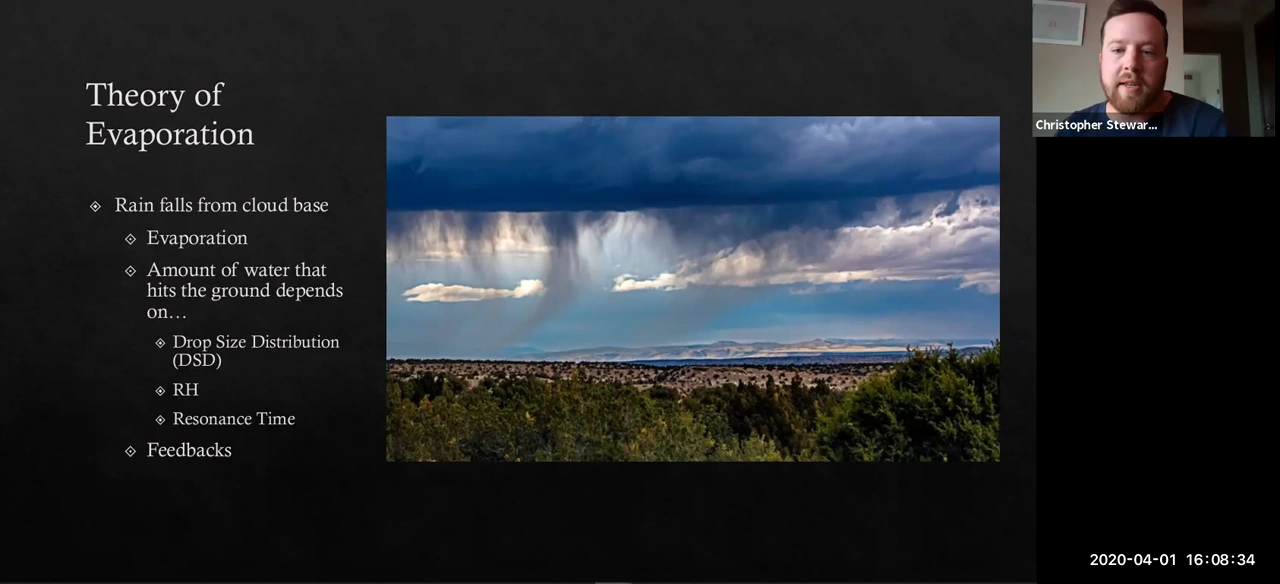 Theory of
Evaporation
Rain falls from cloud base
Evaporation
Amount of water that
hits the ground depends
on…
Drop Size Distribution
(DSD)
RH
Resonance Time
Feedbacks
Christopher Stewar...
2020-04-01 16:08:34